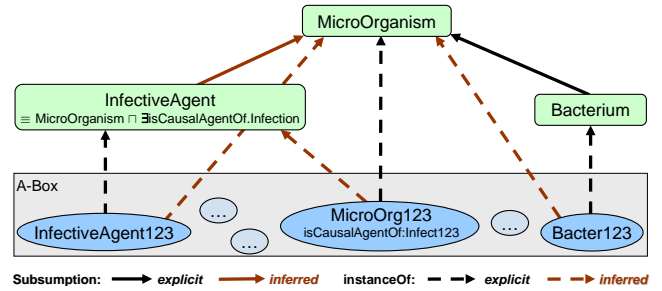 MicroOrganism
InfectiveAgent
≡ MicroOrganism ⊓ ∃isCausalAgentOf.Infection
Bacterium
A-Box
InfectiveAgent123
...
...
MicroOrg123
isCausalAgentOf:Infect123
...
Bacter123
Subsumption: explicit inferred instanceOf: explicit inferred